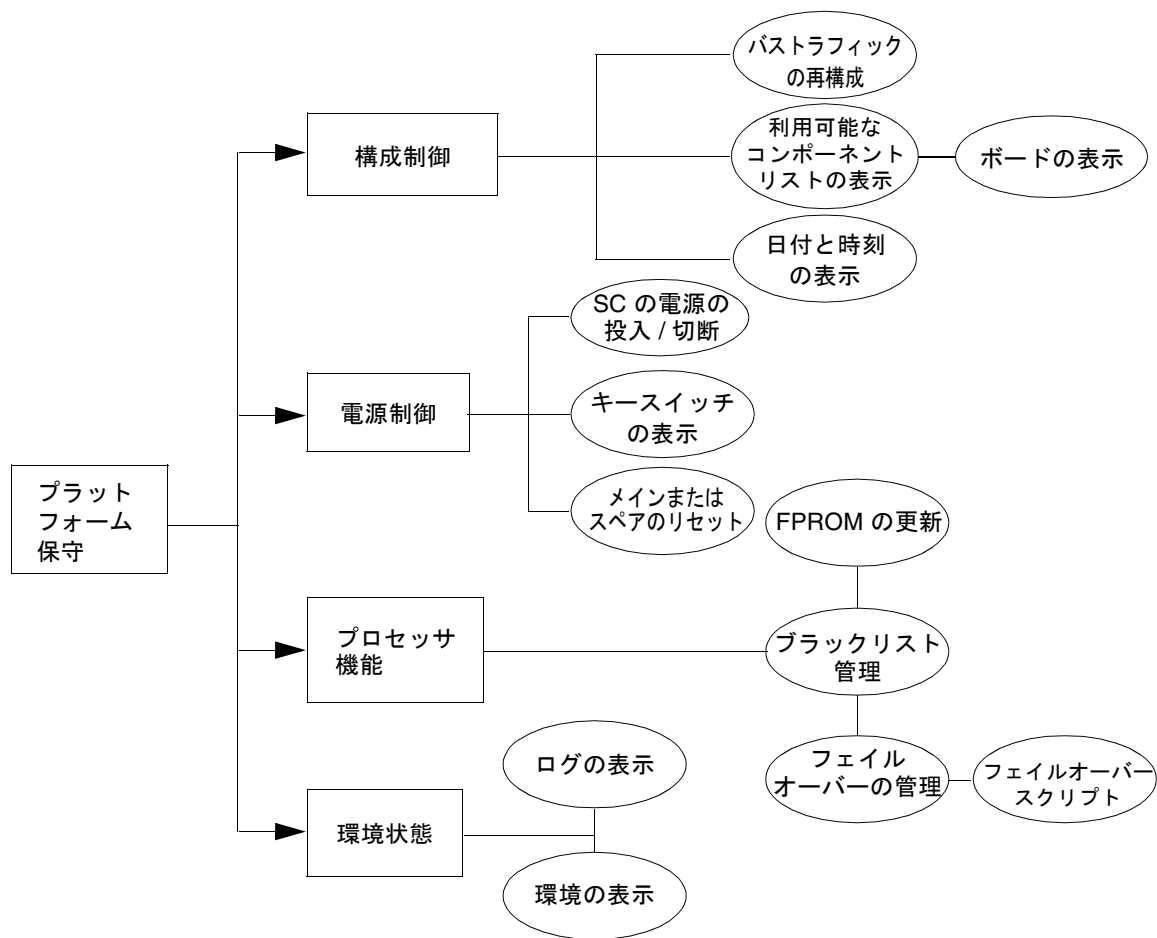 バストラフィック
の再構成
構成制御
利用可能な
コンポーネント
リストの表示
ボードの表示
日付と時刻
の表示
SC の電源の
投入 / 切断
電源制御
キースイッチ
の表示
メインまたは
スペアのリセット
プラット
フォーム
保守
FPROM の更新
プロセッサ
機能
ブラックリスト
管理
フェイル
オーバーの管理
フェイルオーバー
スクリプト
ログの表示
環境状態
環境の表示